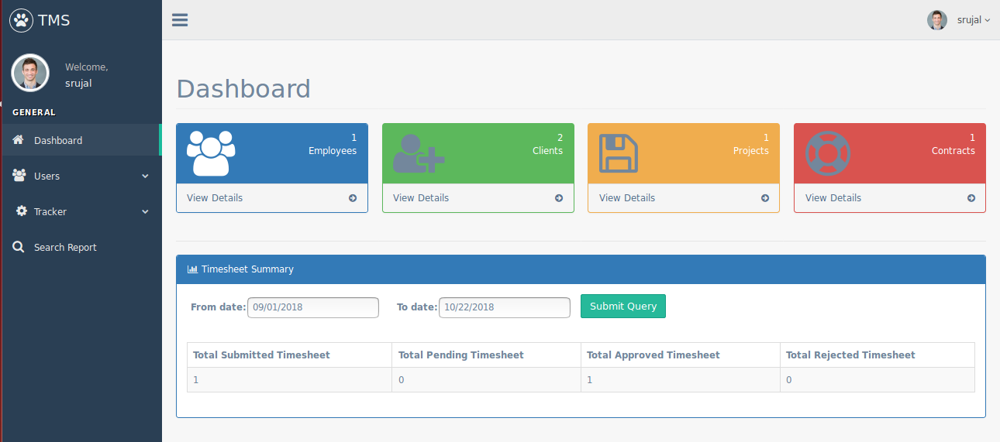 TMS
srujal
Welcome,
srujal
GENERAL
Dashboard
Users
Tracker
Search Report
Dashboard
1
Employees
View Details
2
Clients
View Details
1
Projects
View Details
1
Contracts
View Details
Timesheet Summary
From date: 09/01/2018 To date: 10/22/2018 Submit Query
Total Submitted Timesheet Total Pending Timesheet Total Approved Timesheet Total Rejected Timesheet
1 0 1 0